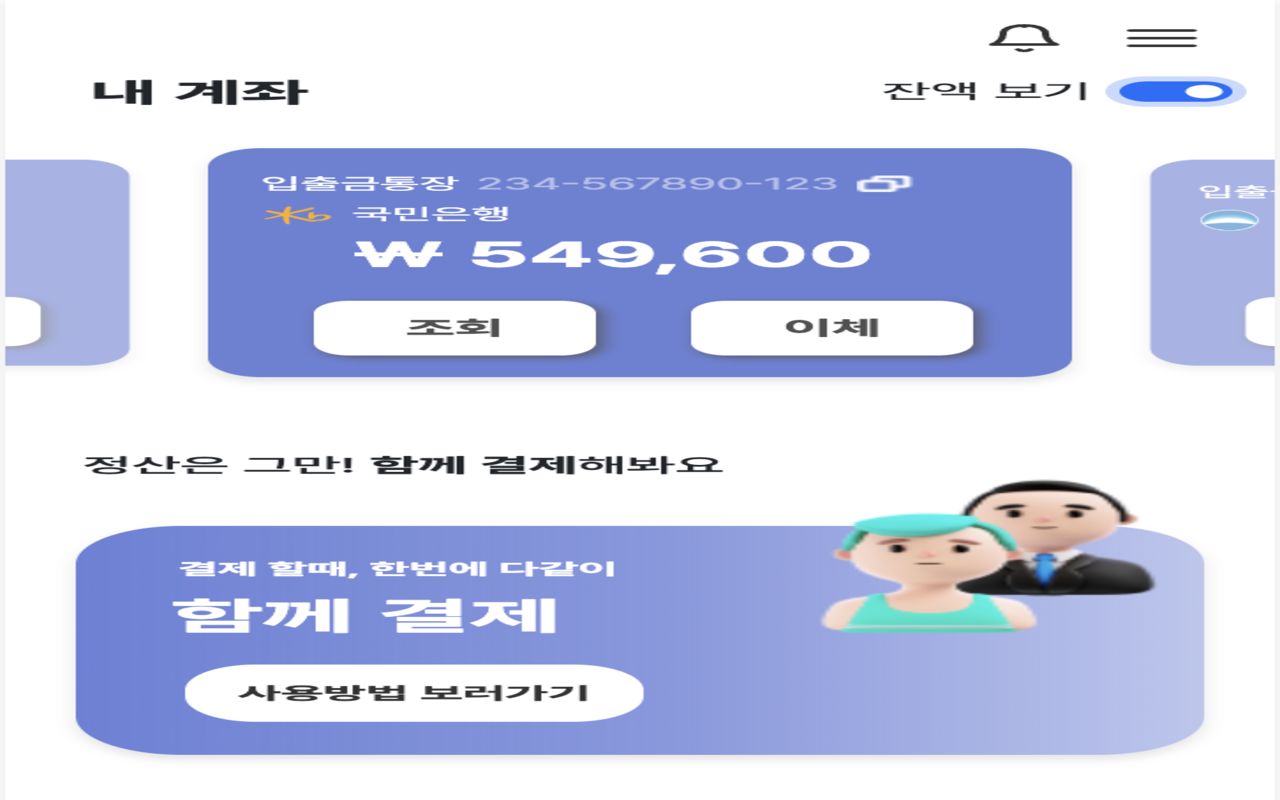 내 계좌
잔액 보기
입출금통장 234-567890-123
국민은행
₩ 549,600
조회
이체
입출
정산은 그만! 함께 결제해봐요
결제 할때, 한번에 다같이
함께 결제
사용방법 보러가기